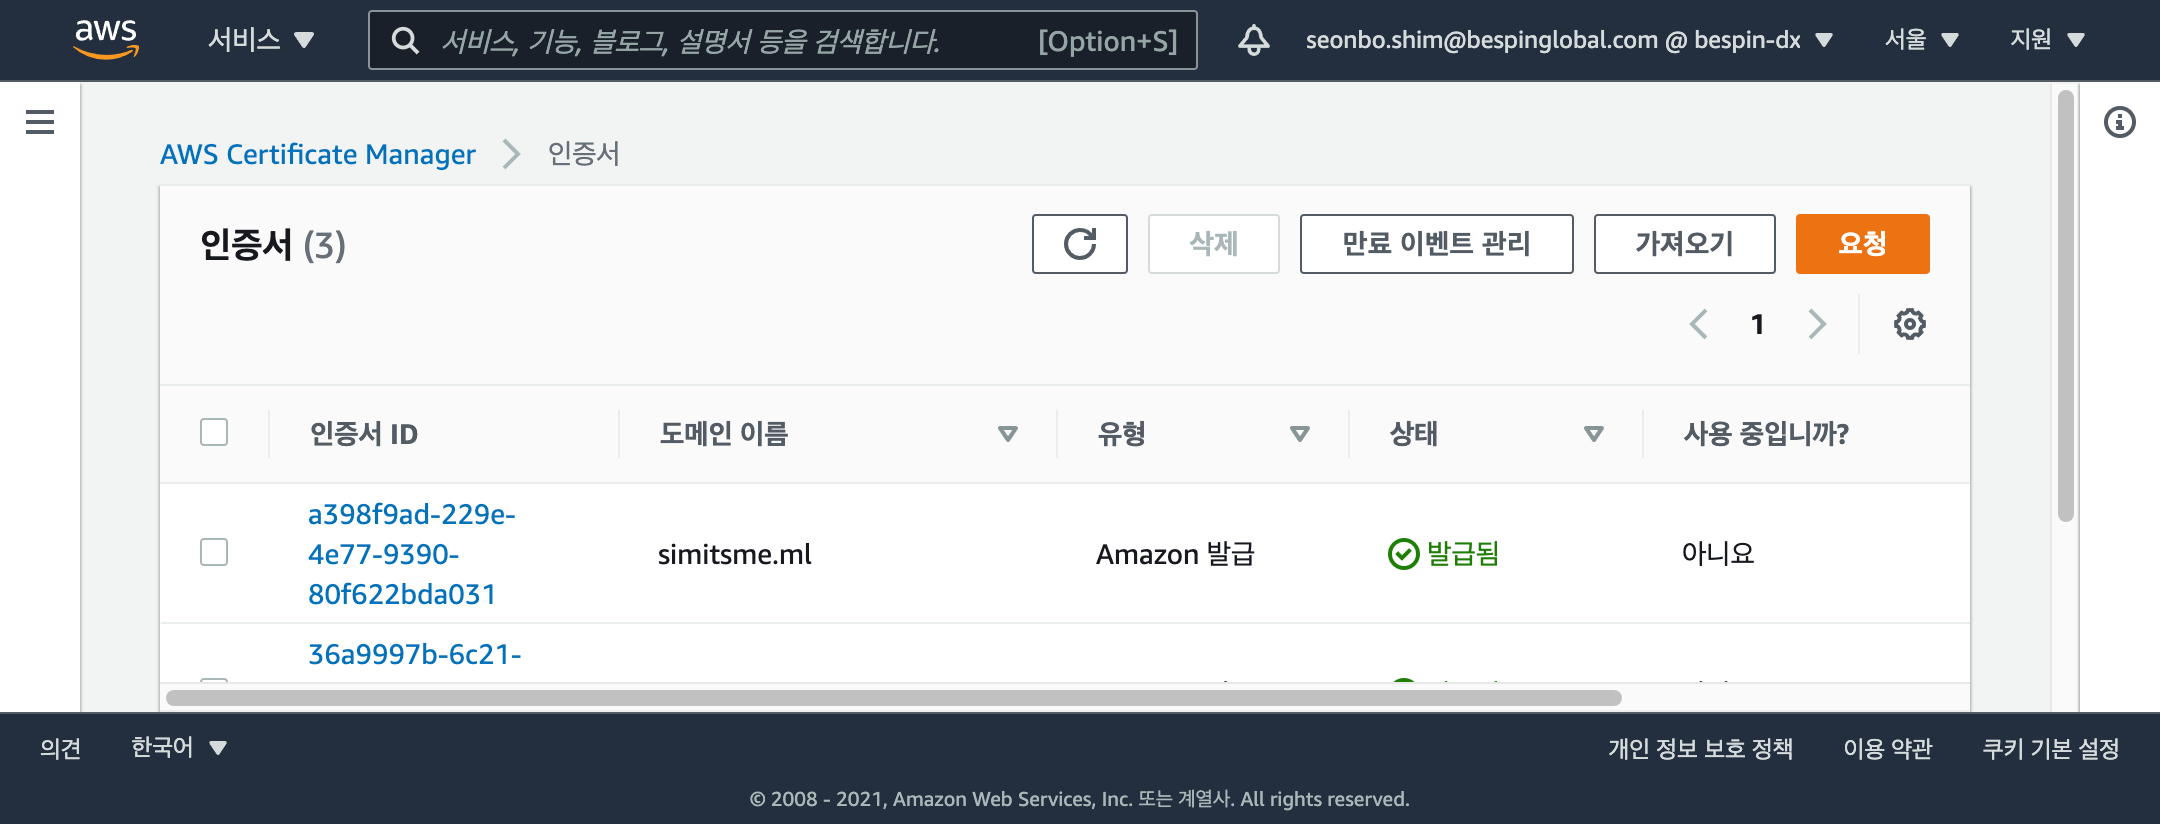 aws 서비스 서비스, 기능, 블로그, 설명서 등을 검색합니다. [Option+S] seonbo.shim@bespinglobal.com @ bespin-dx 서울 지원
AWS Certificate Manager 인증서
인증서 (3) 삭제 만료 이벤트 관리 가져오기 요청
1
인증서 ID 도메인 이름 유형 상태 사용 중입니까?
a398f9ad-229e-
4e77-9390-
80f622bda031
simitsme.ml Amazon 발급 발급됨 아니요
36a9997b-6c21-
의견 한국어 개인 정보 보호 정책 이용 약관 쿠키 기본 설정
© 2008 - 2021, Amazon Web Services, Inc. 또는 계열사. All rights reserved.